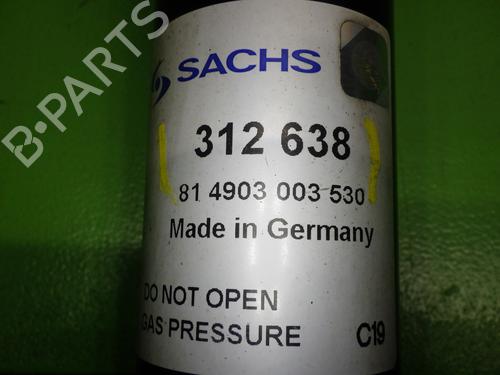 B-PARTS
SACHS
312 638
81 4903 003 530
Made in Germany
DO NOT OPEN
GAS PRESSURE C19